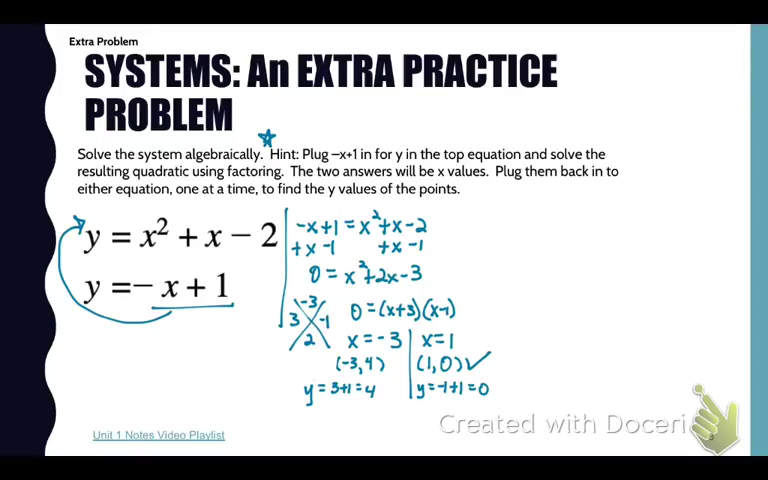 Extra Problem
SYSTEMS: An EXTRA PRACTICE
PROBLEM
Solve the system algebraically. Hint: Plug –x+1 in for y in the top equation and solve the
resulting quadratic using factoring. The two answers will be x values. Plug them back in to
either equation, one at a time, to find the y values of the points.
y = x² + x − 2
y =− x + 1
-x+1 = x²+x-2
+x -1 +x -1
0 = x²+2x-3
0 = (x+3)(x-1)
-3
3 -1
2
x = -3 x=1
(-3,4) (1,0)✓
y = 3+1 = 4 y=-1+1=0
Created with Doceri
Unit 1 Notes Video Playlist